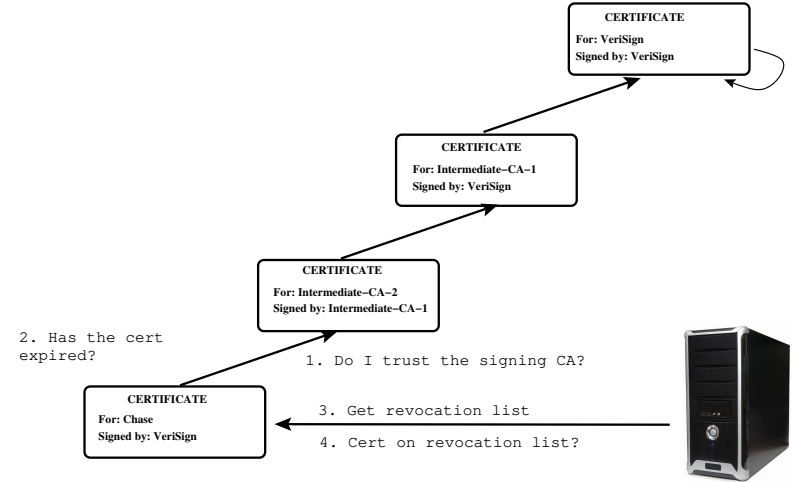 CERTIFICATE
For: VeriSign
Signed by: VeriSign
CERTIFICATE
For: Intermediate−CA−1
Signed by: VeriSign
CERTIFICATE
For: Intermediate−CA−2
Signed by: Intermediate−CA−1
2. Has the cert
expired?
1. Do I trust the signing CA?
CERTIFICATE
For: Chase
Signed by: VeriSign
3. Get revocation list
4. Cert on revocation list?